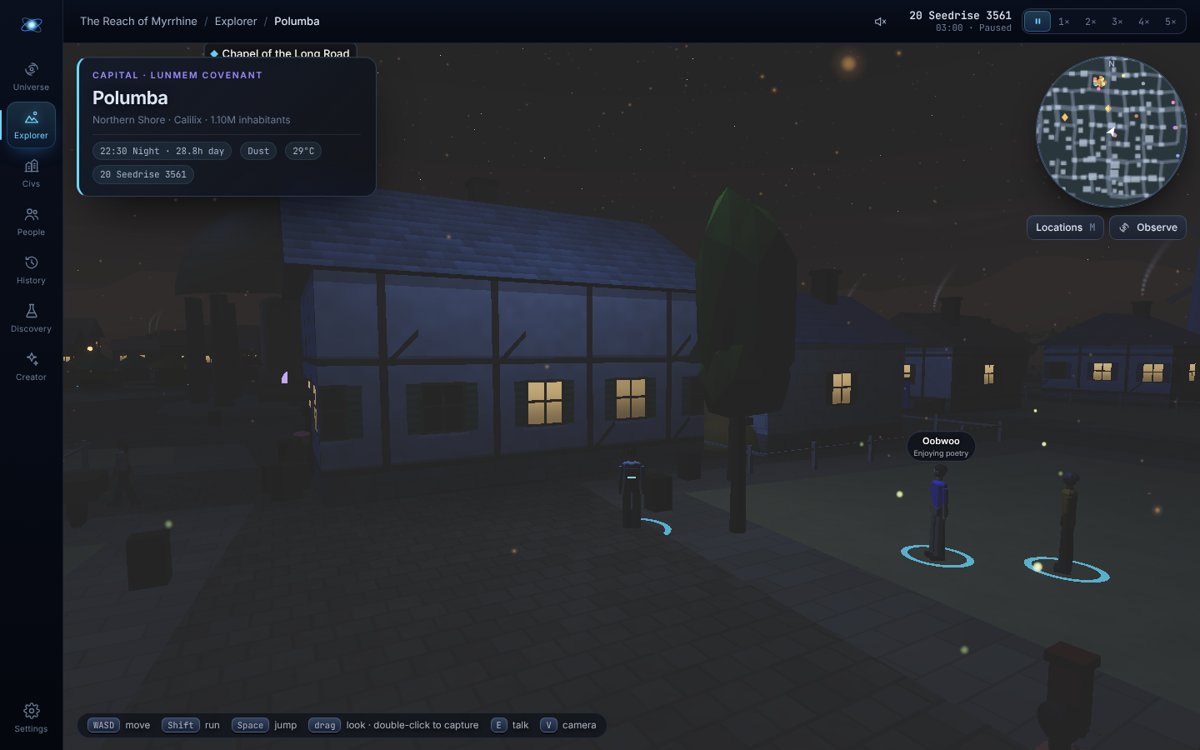 The Reach of Myrrhine / Explorer / Polumba
20 Seedrise 3561
03:00 · Paused
1× 2× 3× 4× 5×
Universe
Explorer
Civs
People
History
Discovery
Creator
Settings
Chapel of the Long Road
CAPITAL · LUNMEM COVENANT
Polumba
Northern Shore · Calilix · 1.10M inhabitants
22:30 Night · 28.8h day Dust 29°C
20 Seedrise 3561
N
Locations M Observe
Oobwoo
Enjoying poetry
WASD move Shift run Space jump drag look · double-click to capture E talk V camera